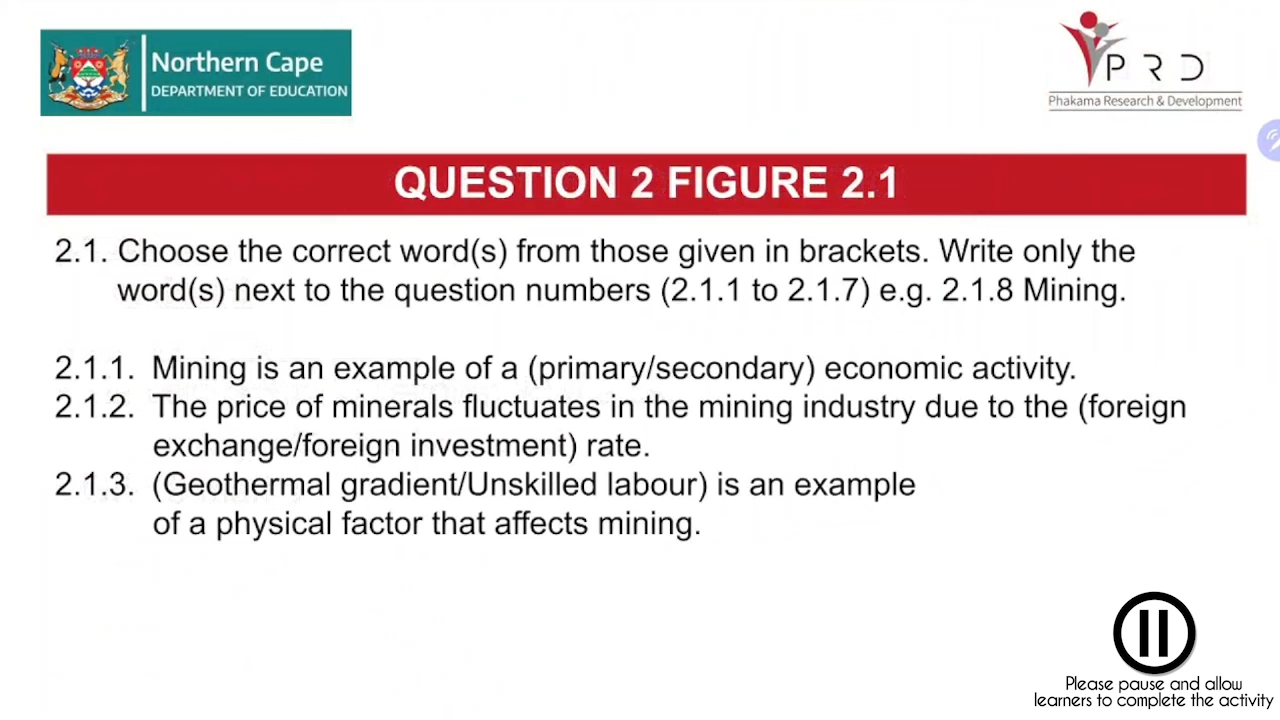 Northern Cape
DEPARTMENT OF EDUCATION
P R D
Phakama Research & Development
QUESTION 2 FIGURE 2.1
2.1. Choose the correct word(s) from those given in brackets. Write only the
word(s) next to the question numbers (2.1.1 to 2.1.7) e.g. 2.1.8 Mining.
2.1.1. Mining is an example of a (primary/secondary) economic activity.
2.1.2. The price of minerals fluctuates in the mining industry due to the (foreign
exchange/foreign investment) rate.
2.1.3. (Geothermal gradient/Unskilled labour) is an example
of a physical factor that affects mining.
Please pause and allow
learners to complete the activity